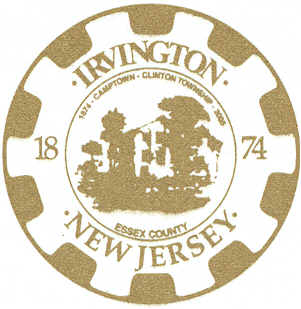 · IRVINGTON ·
1874 - CAMPTOWN - CLINTON TOWNSHIP - 2005
18 74
ESSEX COUNTY
· NEW JERSEY ·